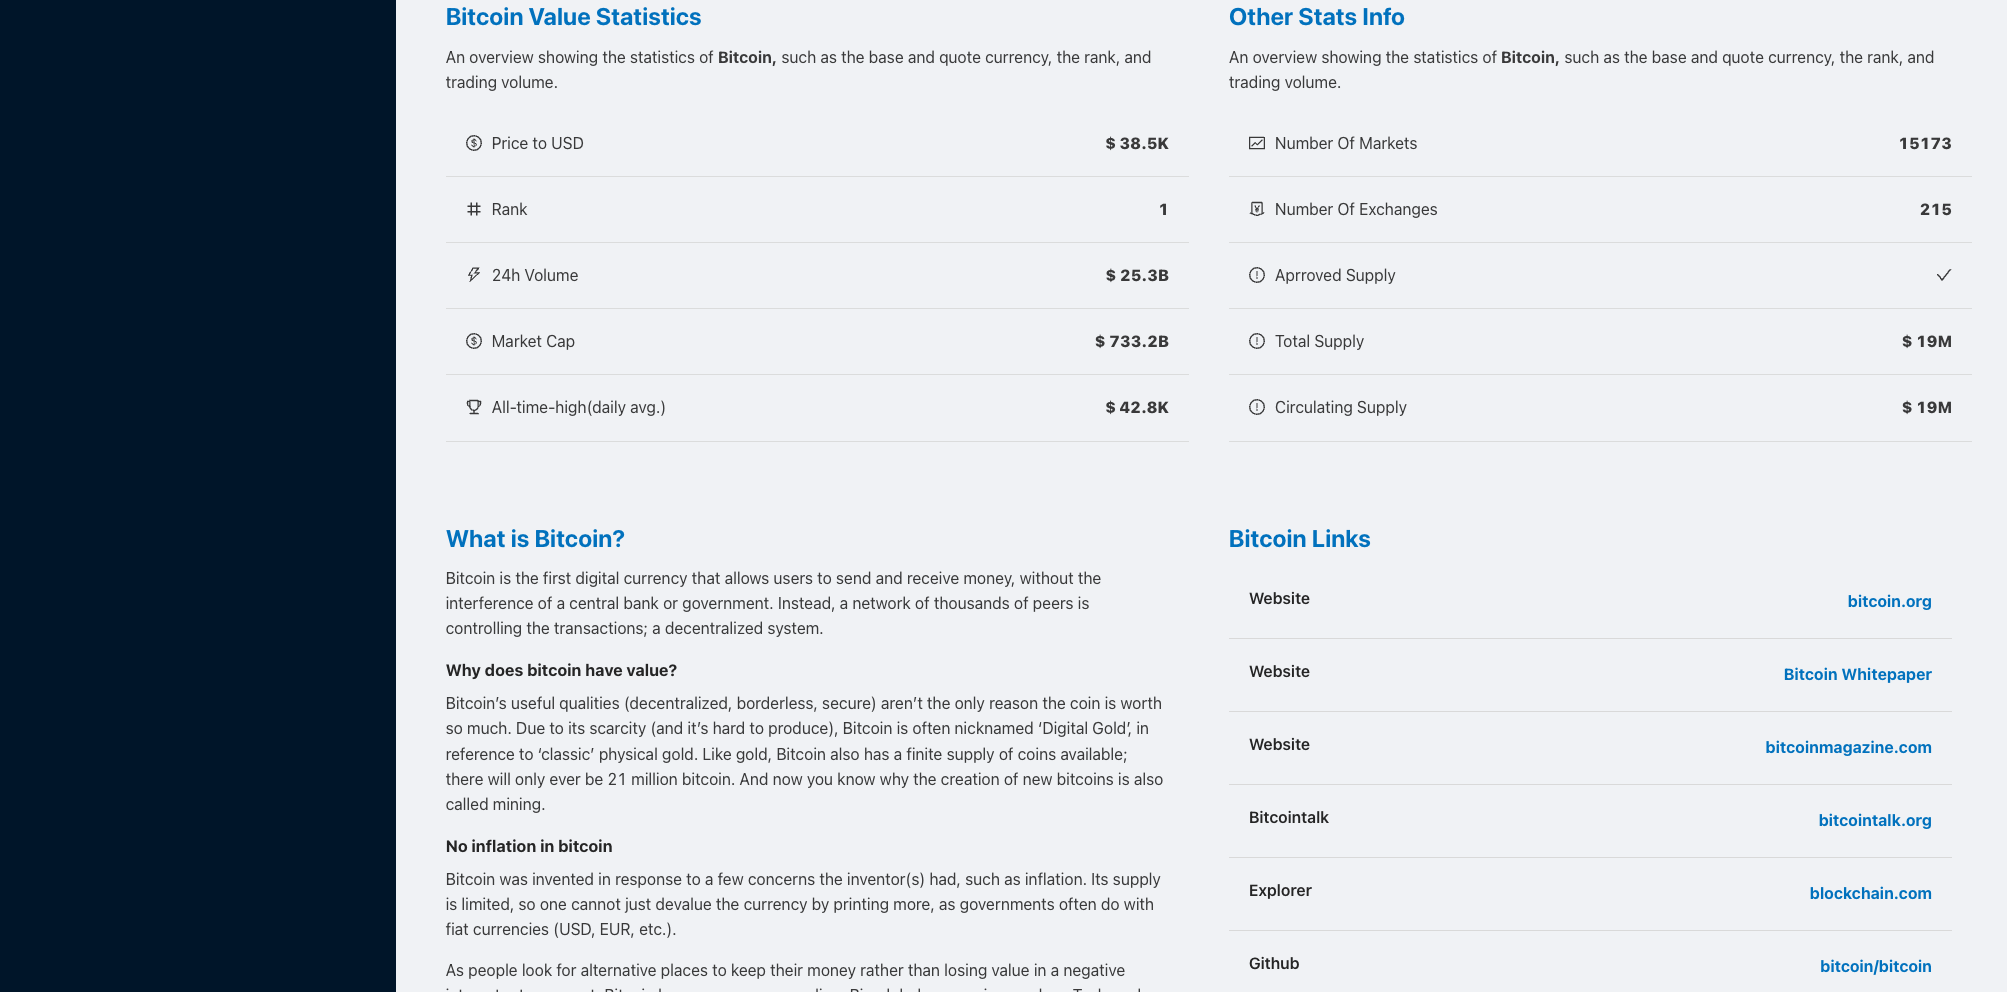 Bitcoin Value Statistics
An overview showing the statistics of Bitcoin, such as the base and quote currency, the rank, and
trading volume.
Price to USD $ 38.5K
Rank 1
24h Volume $ 25.3B
Market Cap $ 733.2B
All-time-high(daily avg.) $ 42.8K
Other Stats Info
An overview showing the statistics of Bitcoin, such as the base and quote currency, the rank, and
trading volume.
Number Of Markets 15173
Number Of Exchanges 215
Aprroved Supply
Total Supply $ 19M
Circulating Supply $ 19M
What is Bitcoin?
Bitcoin is the first digital currency that allows users to send and receive money, without the
interference of a central bank or government. Instead, a network of thousands of peers is
controlling the transactions; a decentralized system.
Why does bitcoin have value?
Bitcoin’s useful qualities (decentralized, borderless, secure) aren’t the only reason the coin is worth
so much. Due to its scarcity (and it’s hard to produce), Bitcoin is often nicknamed ‘Digital Gold’, in
reference to ‘classic’ physical gold. Like gold, Bitcoin also has a finite supply of coins available;
there will only ever be 21 million bitcoin. And now you know why the creation of new bitcoins is also
called mining.
No inflation in bitcoin
Bitcoin was invented in response to a few concerns the inventor(s) had, such as inflation. Its supply
is limited, so one cannot just devalue the currency by printing more, as governments often do with
fiat currencies (USD, EUR, etc.).
As people look for alternative places to keep their money rather than losing value in a negative
Bitcoin Links
Website bitcoin.org
Website Bitcoin Whitepaper
Website bitcoinmagazine.com
Bitcointalk bitcointalk.org
Explorer blockchain.com
Github bitcoin/bitcoin